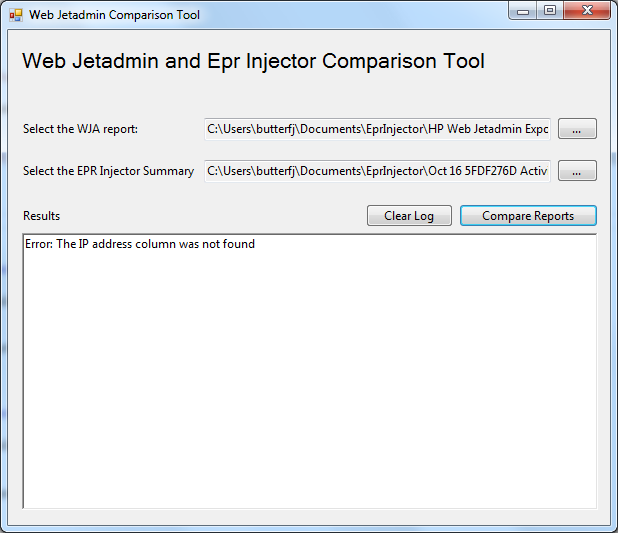 Web Jetadmin Comparison Tool
Web Jetadmin and Epr Injector Comparison Tool
Select the WJA report: C:\Users\butterfj\Documents\EprInjector\HP Web Jetadmin Expo ...
Select the EPR Injector Summary C:\Users\butterfj\Documents\EprInjector\Oct 16 5FDF276D Activ ...
Results Clear Log Compare Reports
Error: The IP address column was not found